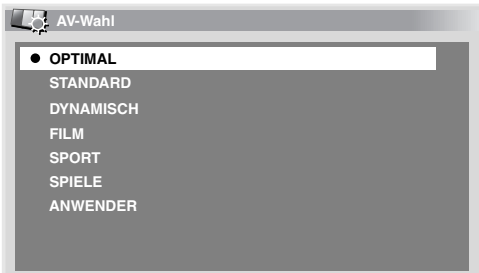 AV-Wahl
OPTIMAL
STANDARD
DYNAMISCH
FILM
SPORT
SPIELE
ANWENDER